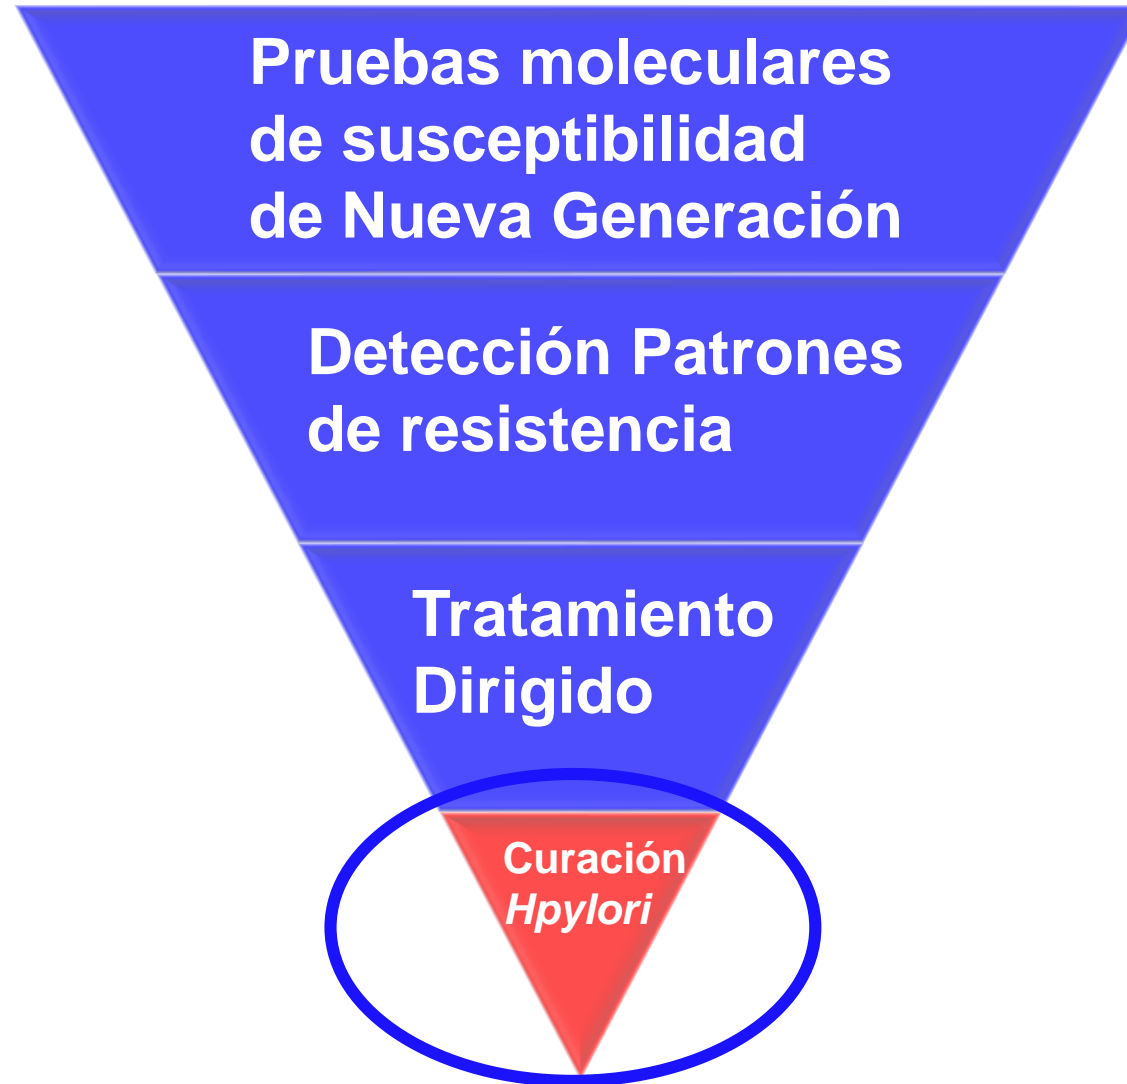 Pruebas moleculares
de susceptibilidad
de Nueva Generación
Detección Patrones
de resistencia
Tratamiento
Dirigido
Curación
Hpylori